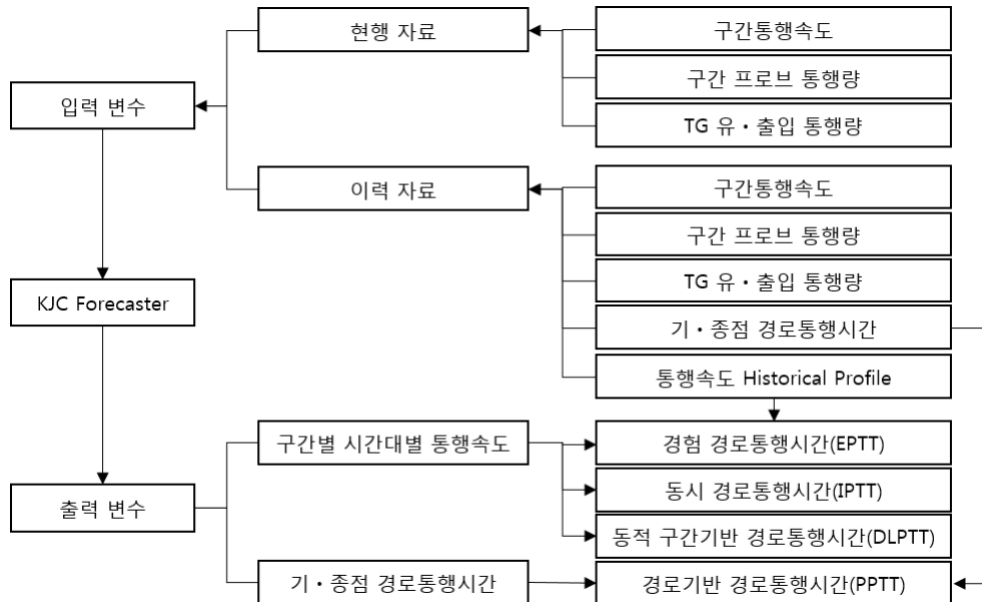 현행 자료
구간통행속도
구간 프로브 통행량
TG 유・출입 통행량
입력 변수
이력 자료
구간통행속도
구간 프로브 통행량
TG 유・출입 통행량
기・종점 경로통행시간
통행속도 Historical Profile
KJC Forecaster
구간별 시간대별 통행속도
경험 경로통행시간(EPTT)
동시 경로통행시간(IPTT)
동적 구간기반 경로통행시간(DLPTT)
출력 변수
기・종점 경로통행시간
경로기반 경로통행시간(PPTT)